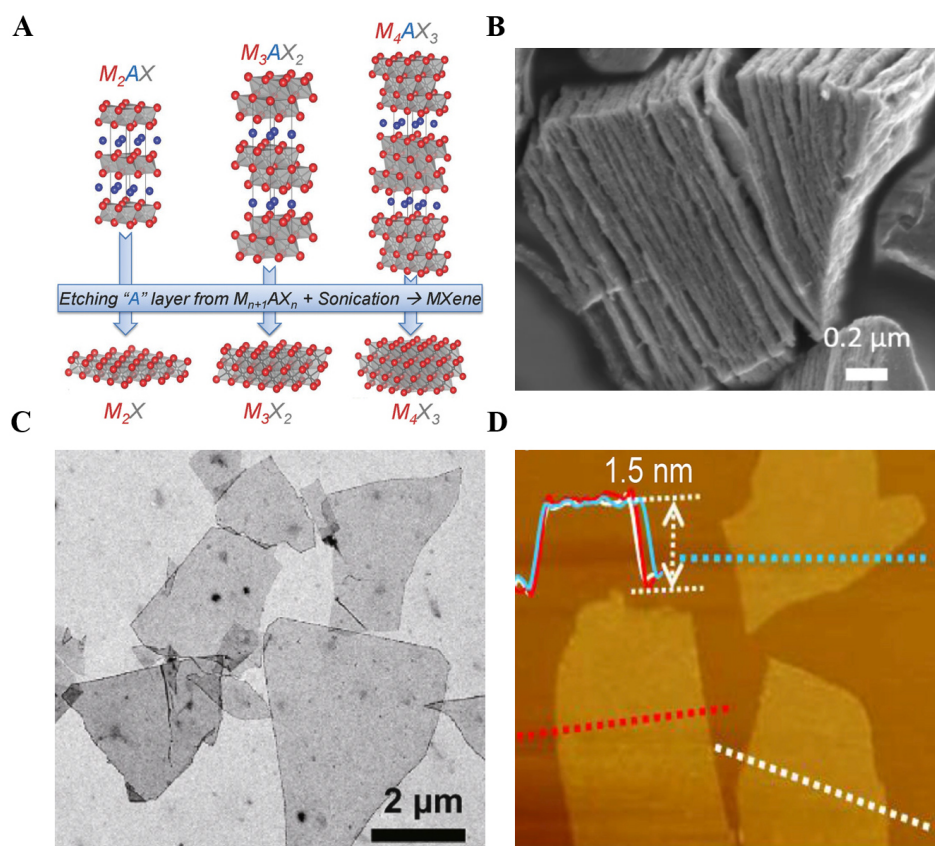 A
M₂AX
M₃AX₂
M₄AX₃
Etching “A” layer from Mₙ₊₁AXₙ + Sonication → MXene
M₂X
M₃X₂
M₄X₃
B
0.2 µm
C
2 µm
D
1.5 nm